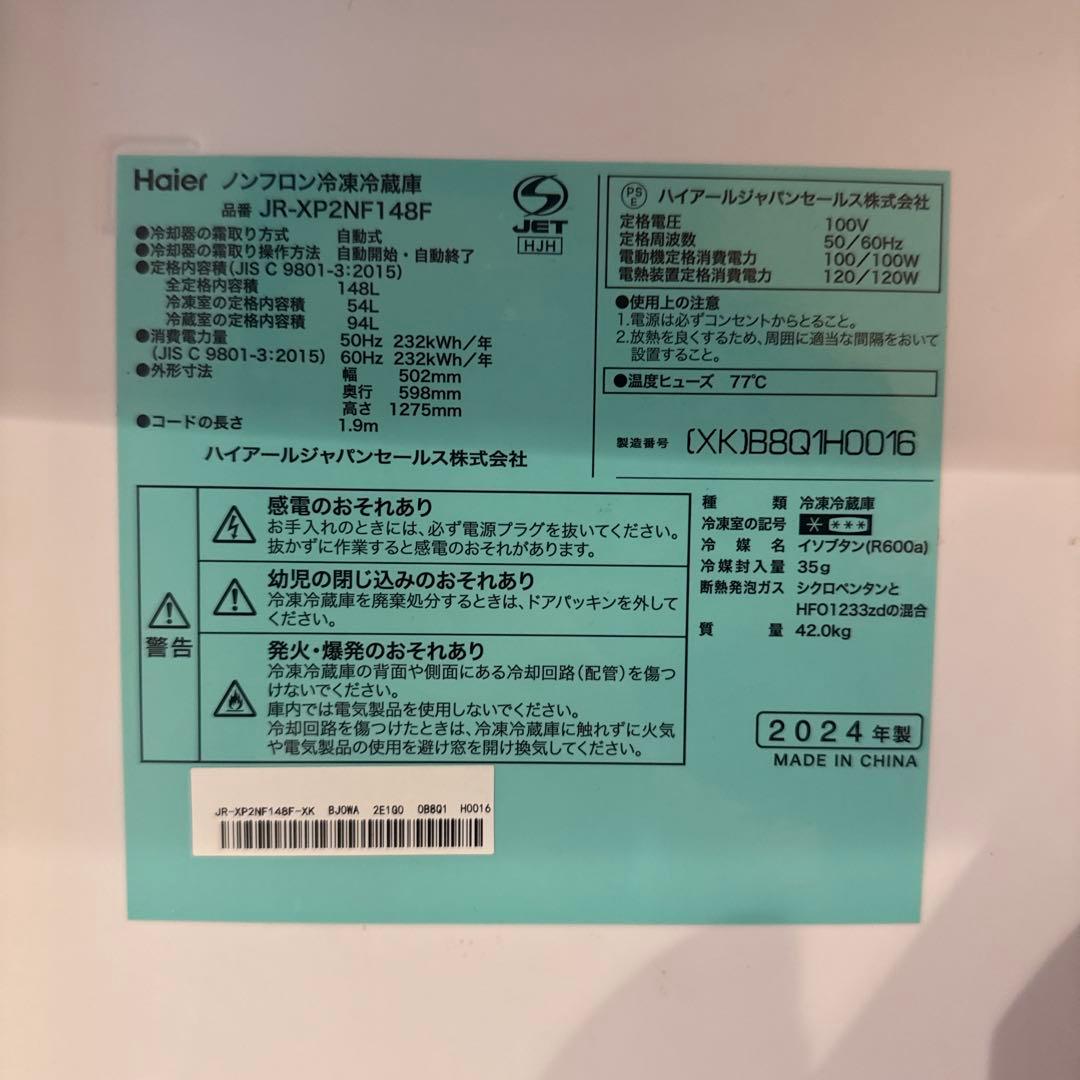 Haier ノンフロン冷凍冷蔵庫
品番 JR-XP2NF148F
JET
HJH
●冷却器の霜取り方式 自動式
●冷却器の霜取り操作方法 自動開始・自動終了
●定格内容積(JIS C 9801-3:2015)
全定格内容積 148L
冷凍室の定格内容積 54L
冷蔵室の定格内容積 94L
●消費電力量 50Hz 232kWh/年
(JIS C 9801-3:2015) 60Hz 232kWh/年
●外形寸法 幅 502mm
奥行 598mm
高さ 1275mm
●コードの長さ 1.9m
ハイアールジャパンセールス株式会社
PS
E
ハイアールジャパンセールス株式会社
定格電圧 100V
定格周波数 50/60Hz
電動機定格消費電力 100/100W
電熱装置定格消費電力 120/120W
●使用上の注意
1.電源は必ずコンセントからとること。
2.放熱を良くするため、周囲に適当な間隔をおいて
設置すること。
●温度ヒューズ 77℃
製造番号 (XK)B8Q1H0016
警告
感電のおそれあり
お手入れのときには、必ず電源プラグを抜いてください。
抜かずに作業すると感電のおそれがあります。
幼児の閉じ込みのおそれあり
冷凍冷蔵庫を廃棄処分するときは、ドアパッキンを外して
ください。
発火・爆発のおそれあり
冷凍冷蔵庫の背面や側面にある冷却回路(配管)を傷つ
けないでください。
庫内では電気製品を使用しないでください。
冷却回路を傷つけたときは、冷凍冷蔵庫に触れずに火気
や電気製品の使用を避け窓を開け換気してください。
種類 冷凍冷蔵庫
冷凍室の記号 * ***
冷媒名 イソブタン(R600a)
冷媒封入量 35g
断熱発泡ガス シクロペンタンと
HFO1233zdの混合
質量 42.0kg
2024年製
MADE IN CHINA
JR-XP2NF148F-XK BJ0WA 2E1G0 0B8Q1 H0016